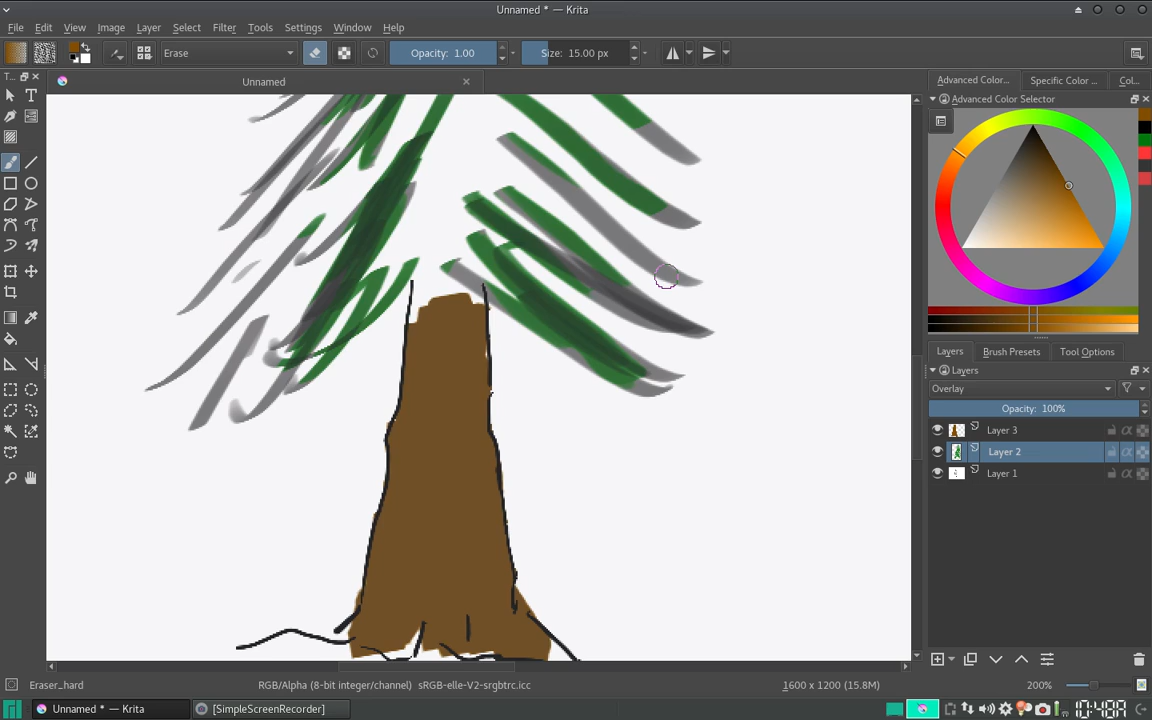 Unnamed * — Krita
File Edit View Image Layer Select Filter Tools Settings Window Help
Erase Opacity: 1.00 Size: 15.00 px
T... Unnamed Advanced Color... Specific Color ... Col...
Advanced Color Selector
Layers Brush Presets Tool Options
Layers
Overlay
Opacity: 100%
Layer 3
Layer 2
Layer 1
Eraser_hard RGB/Alpha (8-bit integer/channel) sRGB-elle-V2-srgbtrc.icc 1600 x 1200 (15.8M) 200%
Unnamed * — Krita [SimpleScreenRecorder]